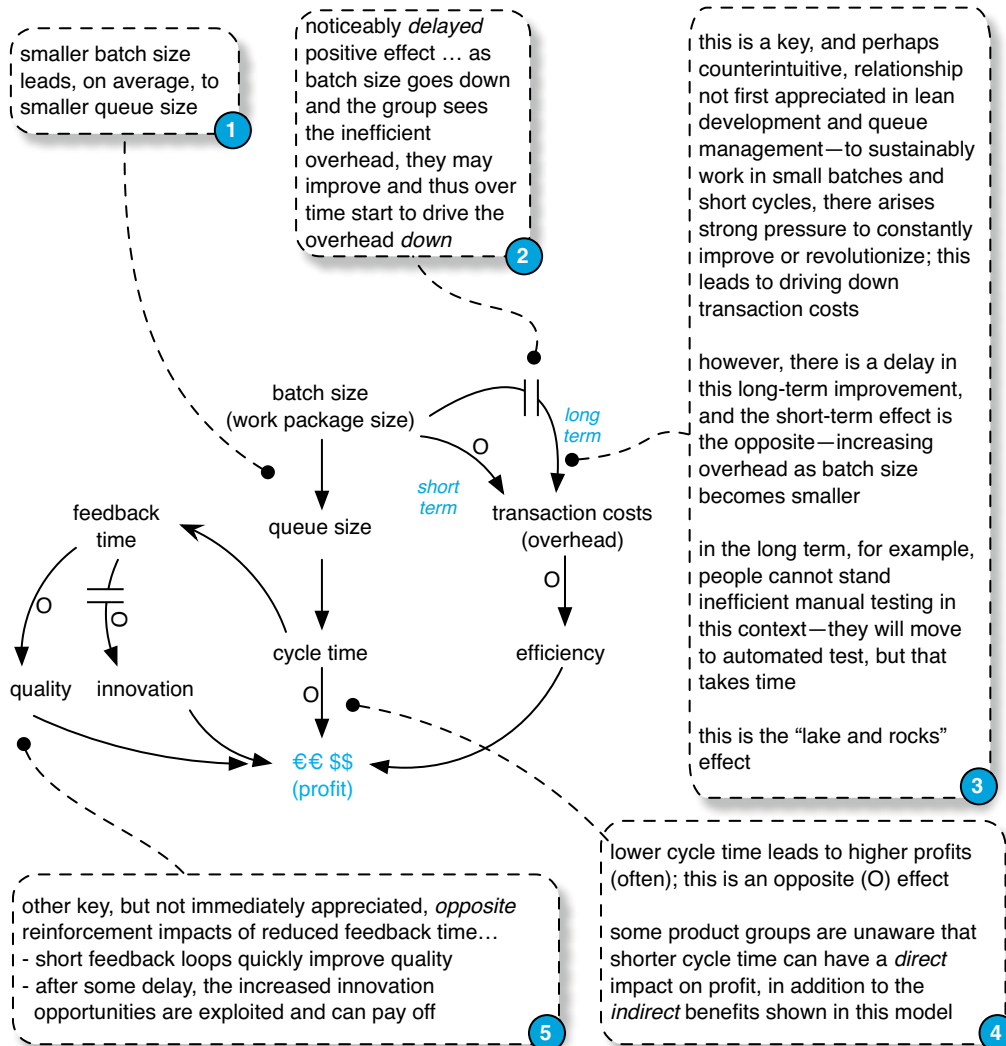 smaller batch size
leads, on average, to
smaller queue size
1
noticeably delayed
positive effect … as
batch size goes down
and the group sees
the inefficient
overhead, they may
improve and thus over
time start to drive the
overhead down
2
this is a key, and perhaps
counterintuitive, relationship
not first appreciated in lean
development and queue
management—to sustainably
work in small batches and
short cycles, there arises
strong pressure to constantly
improve or revolutionize; this
leads to driving down
transaction costs
however, there is a delay in
this long-term improvement,
and the short-term effect is
the opposite—increasing
overhead as batch size
becomes smaller
in the long term, for example,
people cannot stand
inefficient manual testing in
this context—they will move
to automated test, but that
takes time
this is the “lake and rocks”
effect
3
batch size
(work package size)
long
term
O
short
term
feedback
time
queue size
transaction costs
(overhead)
O
O
O
cycle time
efficiency
quality
innovation
O
€€ $$
(profit)
lower cycle time leads to higher profits
(often); this is an opposite (O) effect
some product groups are unaware that
shorter cycle time can have a direct
impact on profit, in addition to the
indirect benefits shown in this model
4
other key, but not immediately appreciated, opposite
reinforcement impacts of reduced feedback time…
- short feedback loops quickly improve quality
- after some delay, the increased innovation
opportunities are exploited and can pay off
5